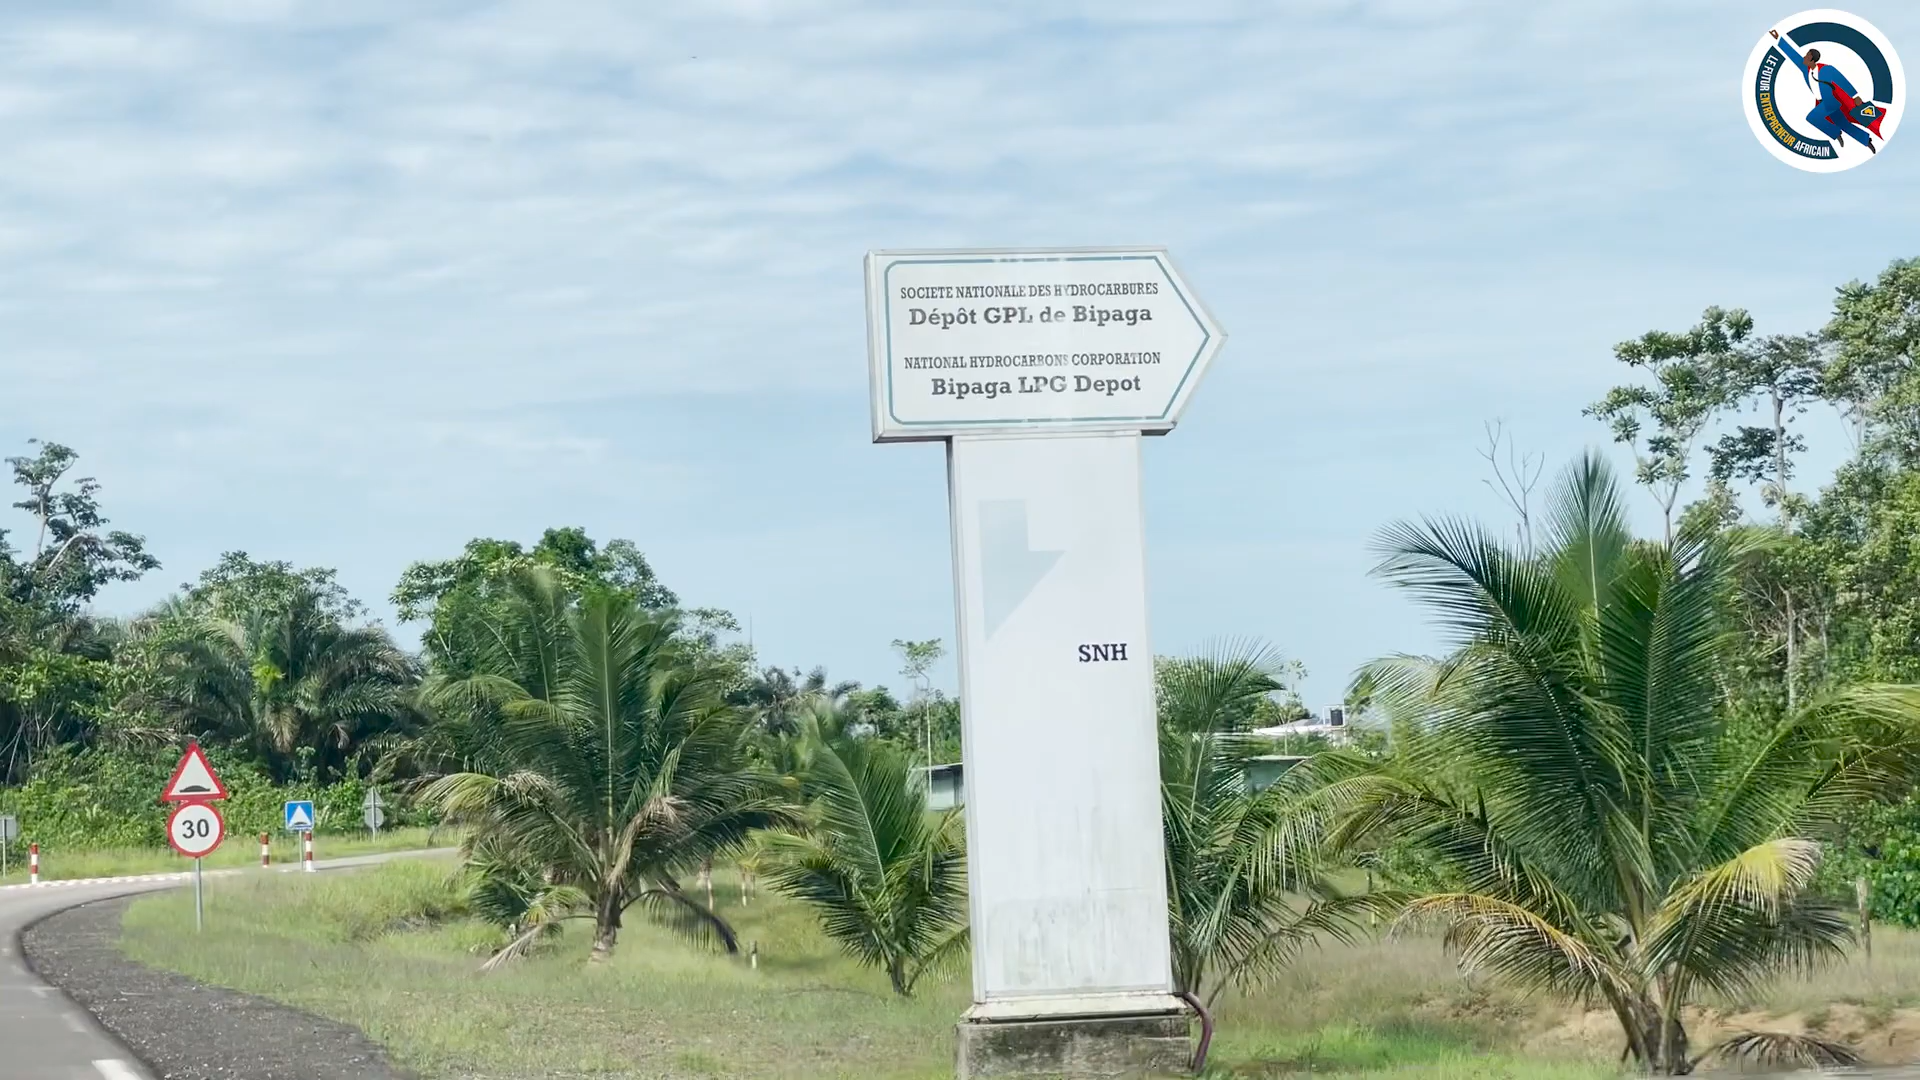 SOCIETE NATIONALE DES HYDROCARBURES
Dépôt GPL de Bipaga
NATIONAL HYDROCARBONS CORPORATION
Bipaga LPG Depot
SNH
30
LE FUTUR ENTREPRENEUR AFRICAIN